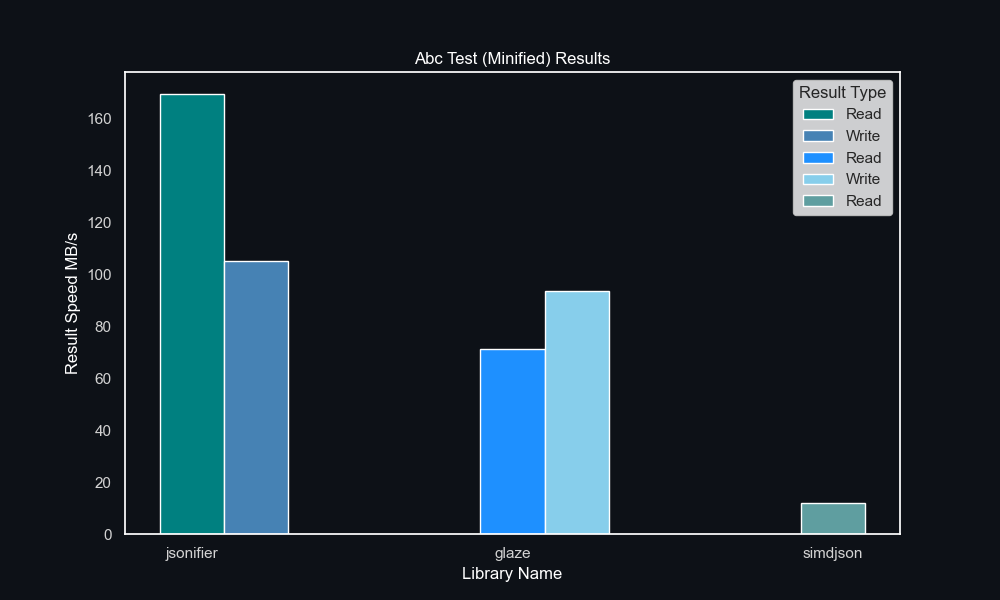 Abc Test (Minified) Results
Result Type
Read
Write
Read
Write
Read
Result Speed MB/s
160
140
120
100
80
60
40
20
0
jsonifier
glaze
simdjson
Library Name